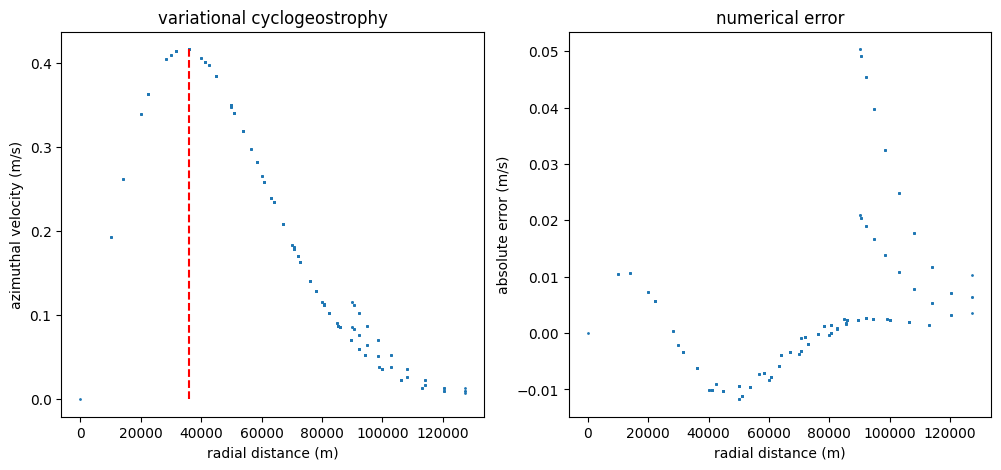 variational cyclogeostrophy
azimuthal velocity (m/s)
0.4
0.3
0.2
0.1
0.0
0 20000 40000 60000 80000 100000 120000
radial distance (m)
numerical error
absolute error (m/s)
0.05
0.04
0.03
0.02
0.01
0.00
−0.01
0 20000 40000 60000 80000 100000 120000
radial distance (m)